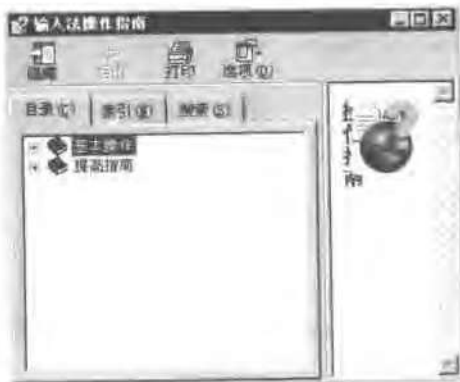 输入法操作指南
隐藏 打印 选项(O)
目录(C) 索引(N) 搜索(S)
基本操作
提高指南